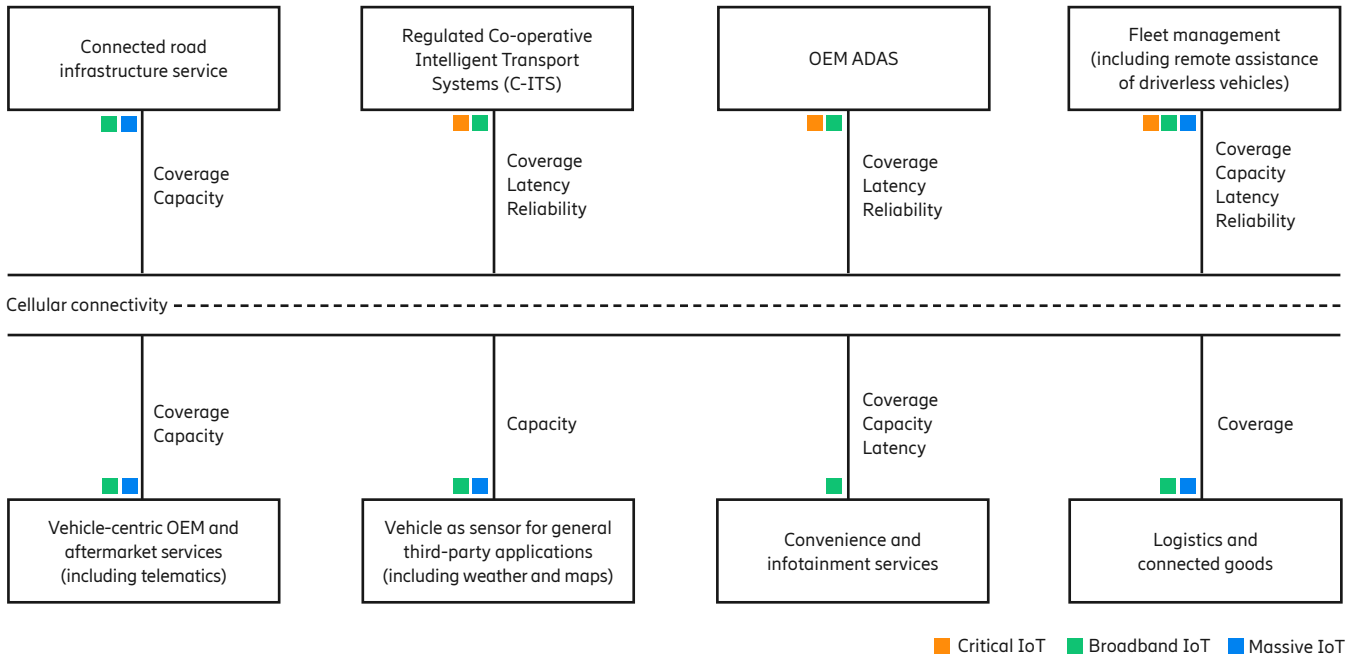 Connected road
infrastructure service
Regulated Co-operative
Intelligent Transport
Systems (C-ITS)
OEM ADAS
Fleet management
(including remote assistance
of driverless vehicles)
Coverage
Capacity
Coverage
Latency
Reliability
Coverage
Latency
Reliability
Coverage
Capacity
Latency
Reliability
Cellular connectivity
Coverage
Capacity
Capacity
Coverage
Capacity
Latency
Coverage
Vehicle-centric OEM and
aftermarket services
(including telematics)
Vehicle as sensor for general
third-party applications
(including weather and maps)
Convenience and
infotainment services
Logistics and
connected goods
Critical IoT
Broadband IoT
Massive IoT